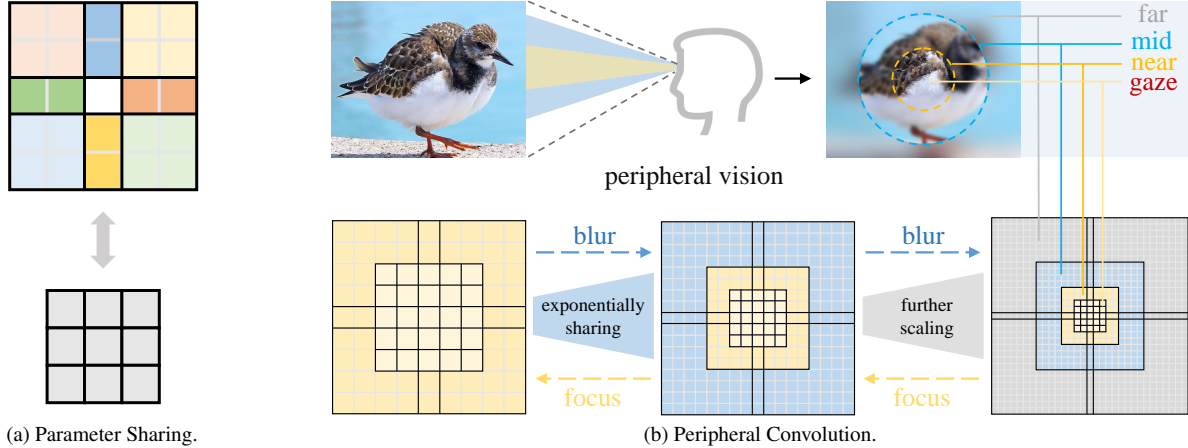 far
mid
near
gaze
peripheral vision
blur
blur
exponentially
sharing
further
scaling
focus
focus
(a) Parameter Sharing.
(b) Peripheral Convolution.